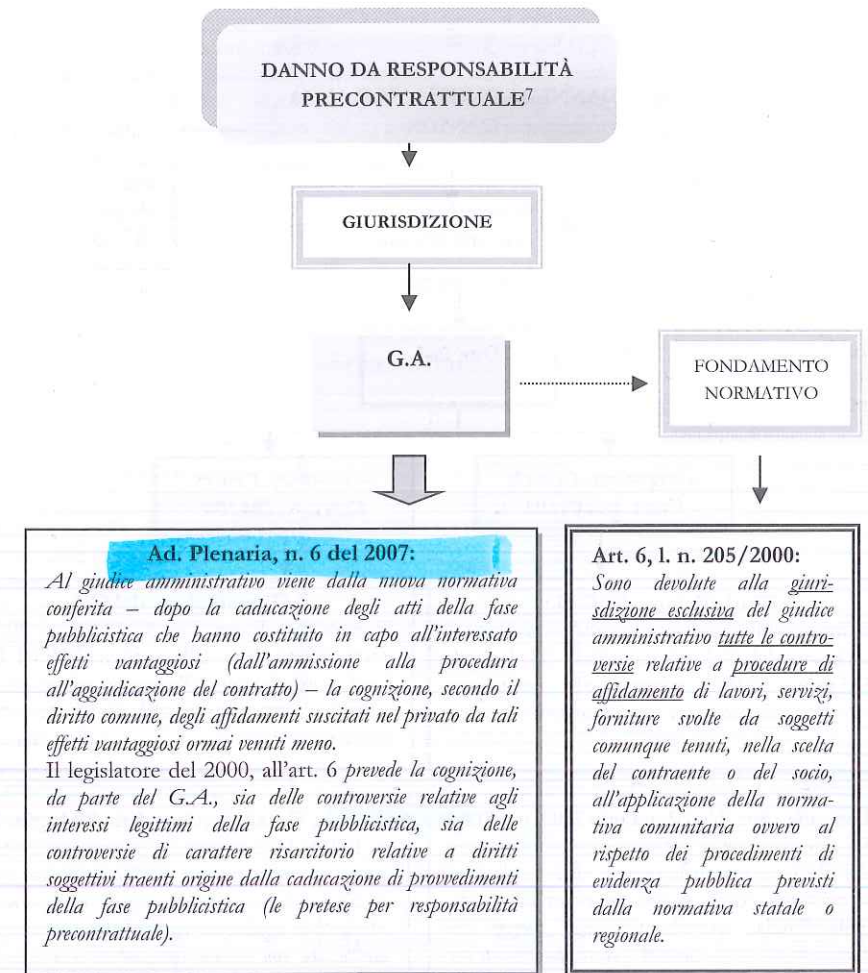 DANNO DA RESPONSABILITÀ
PRECONTRATTUALE7
GIURISDIZIONE
G.A.
FONDAMENTO
NORMATIVO
Ad. Plenaria, n. 6 del 2007:
Al giudice amministrativo viene dalla nuova normativa
conferita – dopo la caducazione degli atti della fase
pubblicistica che hanno costituito in capo all'interessato
effetti vantaggiosi (dall'ammissione alla procedura
all'aggiudicazione del contratto) – la cognizione, secondo il
diritto comune, degli affidamenti suscitati nel privato da tali
effetti vantaggiosi ormai venuti meno.
Il legislatore del 2000, all'art. 6 prevede la cognizione,
da parte del G.A., sia delle controversie relative agli
interessi legittimi della fase pubblicistica, sia delle
controversie di carattere risarcitorio relative a diritti
soggettivi traenti origine dalla caducazione di provvedimenti
della fase pubblicistica (le pretese per responsabilità
precontrattuale).
Art. 6, l. n. 205/2000:
Sono devolute alla giuri-
sdizione esclusiva del giudice
amministrativo tutte le contro-
versie relative a procedure di
affidamento di lavori, servizi,
forniture svolte da soggetti
comunque tenuti, nella scelta
del contraente o del socio,
all'applicazione della norma-
tiva comunitaria ovvero al
rispetto dei procedimenti di
evidenza pubblica previsti
dalla normativa statale o
regionale.